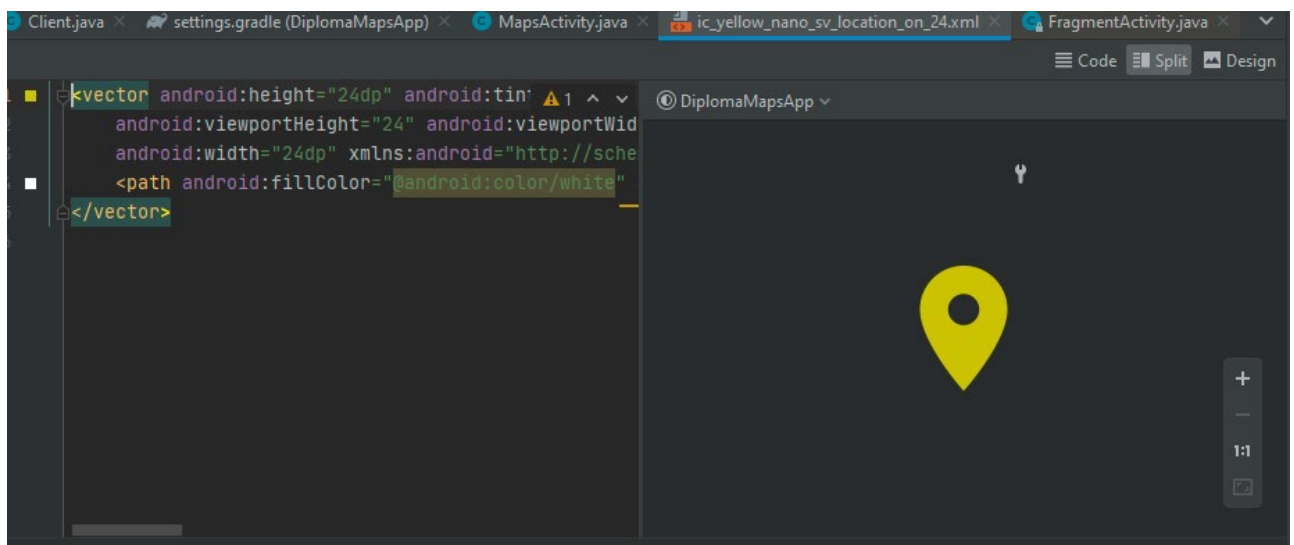 Client.java settings.gradle (DiplomaMapsApp) MapsActivity.java ic_yellow_nano_sv_location_on_24.xml FragmentActivity.java
Code Split Design
<vector android:height="24dp" android:tin 1
DiplomaMapsApp
android:viewportHeight="24" android:viewportWid
android:width="24dp" xmlns:android="http://sche
<path android:fillColor="@android:color/white"
</vector>
1:1